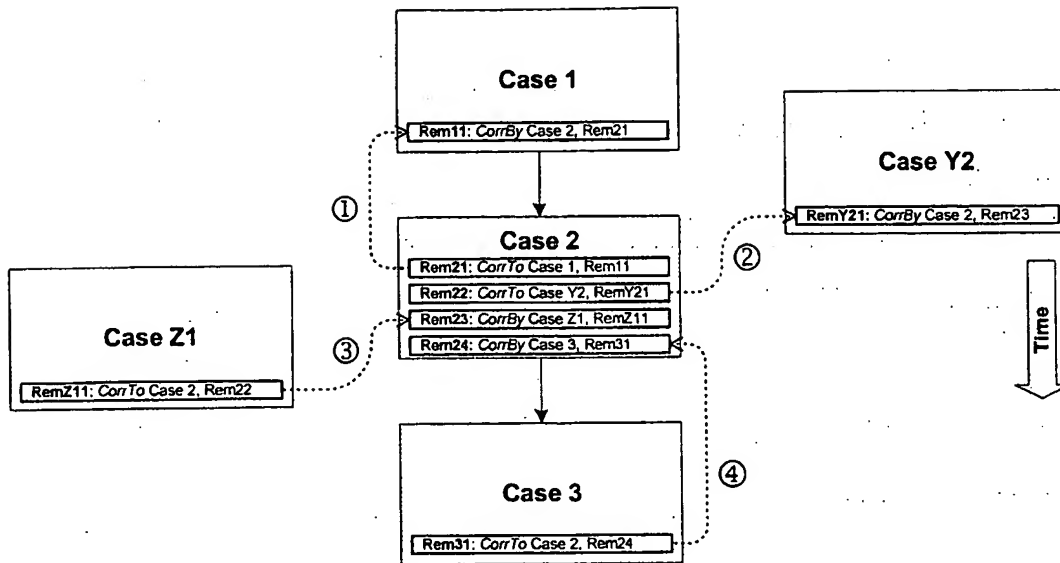 Case 1
Rem11: CorrBy Case 2, Rem21
Case Y2
RemY21: CorrBy Case 2, Rem23
①
Case 2
Rem21: CorrTo Case 1, Rem11
Rem22: CorrTo Case Y2, RemY21
Rem23: CorrBy Case Z1, RemZ11
Rem24: CorrBy Case 3, Rem31
②
Time
Case Z1
RemZ11: CorrTo Case 2, Rem22
③
Case 3
Rem31: CorrTo Case 2, Rem24
④